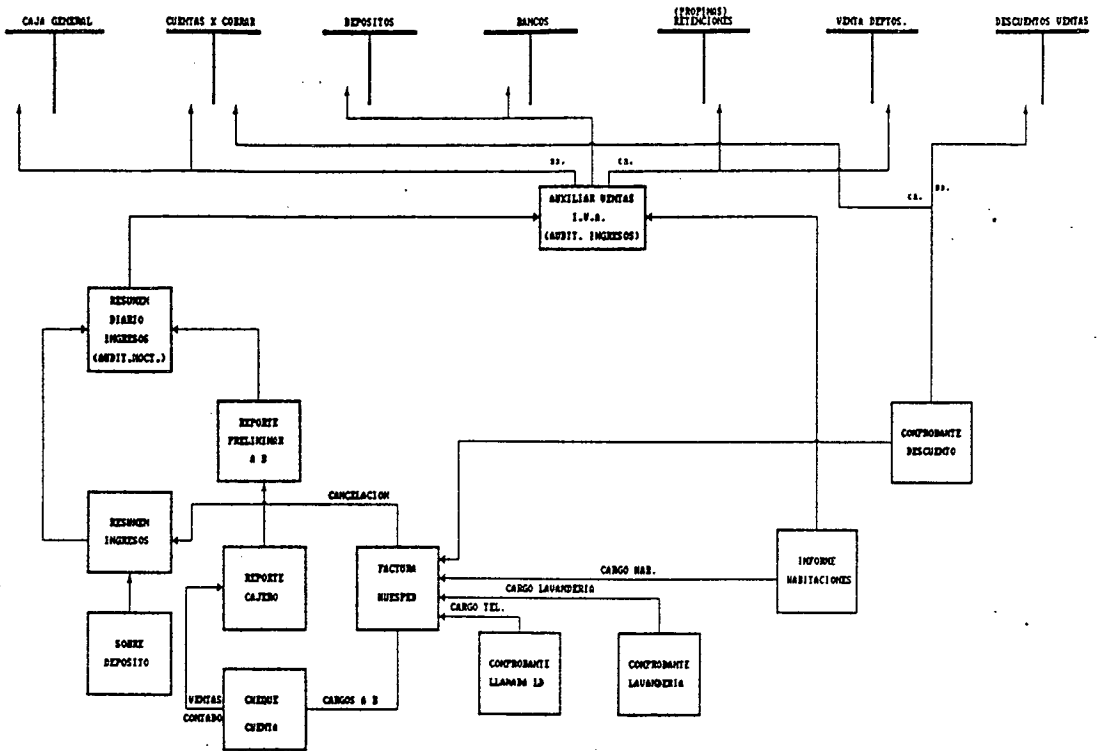 (PROPINAS)
CAJA GENERAL
CUENTAS X COBRAR
DEPOSITOS
BANCOS
RETENCIONES
VENTA DEPTOS.
DESCUENTOS VENTAS
CR.
CR.
AUXILIAR VENTAS
I.V.A.
(AUDIT. INGRESOS)
RESUMEN
DIARIO
INGRESOS
(AUDIT.NOCT.)
REPORTE
PRELIMINAR
A B
COMPROBANTE
DESCUENTO
CANCELACION
RESUMEN
INGRESOS
REPORTE
CAJERO
FACTURA
HUESPED
INFORME
HABITACIONES
CARGO HAB.
CARGO LAVANDERIA
CARGO TEL.
SOBRE
DEPOSITO
COMPROBANTE
LLAMADA LD
COMPROBANTE
LAVANDERIA
VENTAS
CONTADO
CHEQUE
CUENTA
CARGOS A B